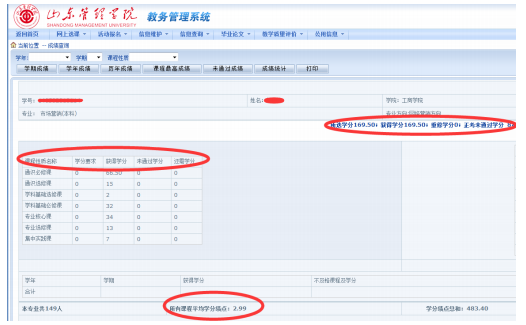 山东管理学院 教务管理系统
SHANDONG MANAGEMENT UNIVERSITY
返回首页 网上选课 活动报名 信息维护 信息查询 毕业论文 教学质量评价 公用信息
当前位置 - 成绩查询
学年: 学期 课程性质
学期成绩 学年成绩 历年成绩 课程最高成绩 未通过成绩 成绩统计 打印
学号: 姓名: 学院: 工商学院
专业: 市场营销(本科)
所选学分169.50; 获得学分169.50; 重修学分0; 正考未通过学分
课程性质名称 学分要求 获得学分 未通过学分 还需学分
通识必修课 0 66.50 0 0
通识选修课 0 15 0 0
学科基础选修课 0 2 0 0
学科基础必修课 0 32 0 0
专业核心课 0 34 0 0
专业选修课 0 13 0 0
集中实践课 0 7 0 0
学年 学期 获得学分 不及格课程总学分
合计
本专业共149人 所有课程平均学分绩点: 2.99 学分绩点总和: 483.40